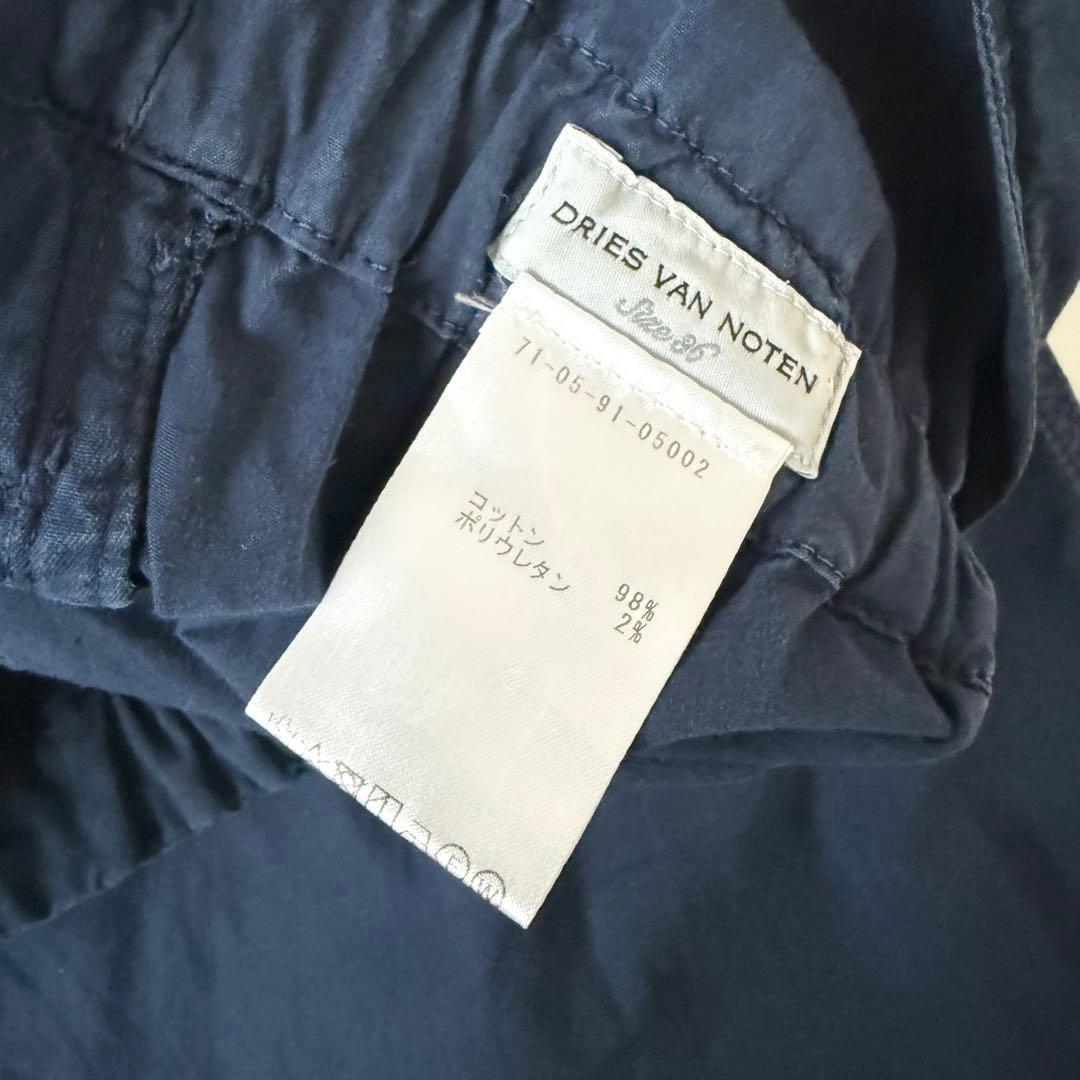 DRIES VAN NOTEN
Size 36
71-05-91-05002
コットン 98%
ポリウレタン 2%